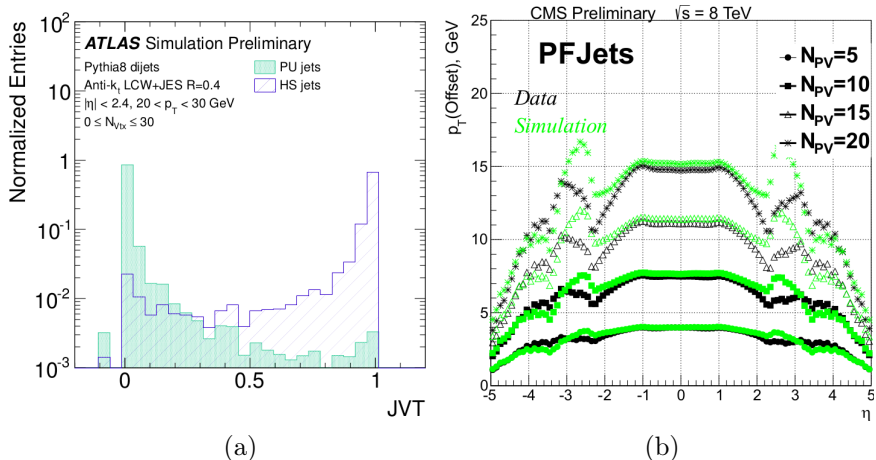 ATLAS Simulation Preliminary
Pythia8 dijets
Anti-kₜ LCW+JES R=0.4
|η| < 2.4, 20 < p_T < 30 GeV
0 ≤ N_Vtx ≤ 30
PU jets
HS jets
Normalized Entries
10²
10
1
10⁻¹
10⁻²
10⁻³
0 0.5 1
JVT
(a)
CMS Preliminary √s = 8 TeV
PFJets
Data
Simulation
N_PV=5
N_PV=10
N_PV=15
N_PV=20
p_T(Offset), GeV
25
20
15
10
5
0
-5 -4 -3 -2 -1 0 1 2 3 4 5
η
(b)